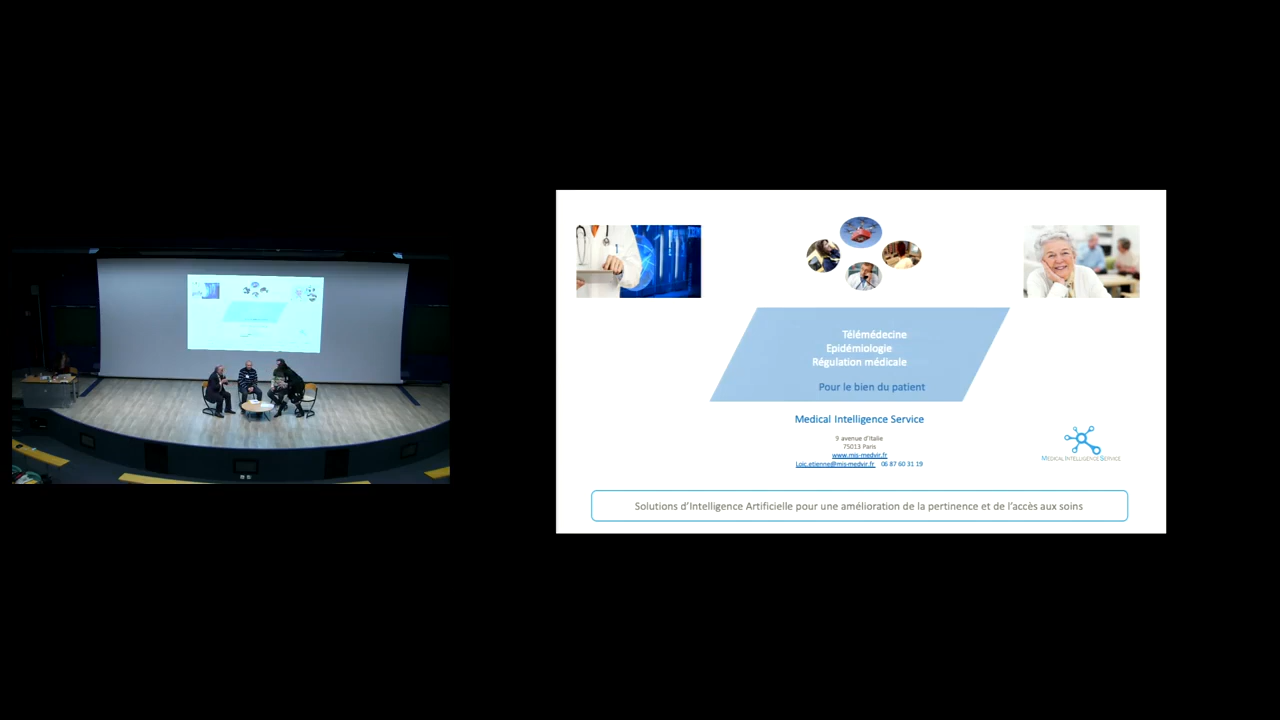 Télémédecine
Epidémiologie
Régulation médicale
Pour le bien du patient
Medical Intelligence Service
9 avenue d'Italie
75013 Paris
www.mis-medvir.fr
Loic.etienne@mis-medvir.fr 06 87 60 31 19
MEDICAL INTELLIGENCE SERVICE
Solutions d'Intelligence Artificielle pour une amélioration de la pertinence et de l'accès aux soins